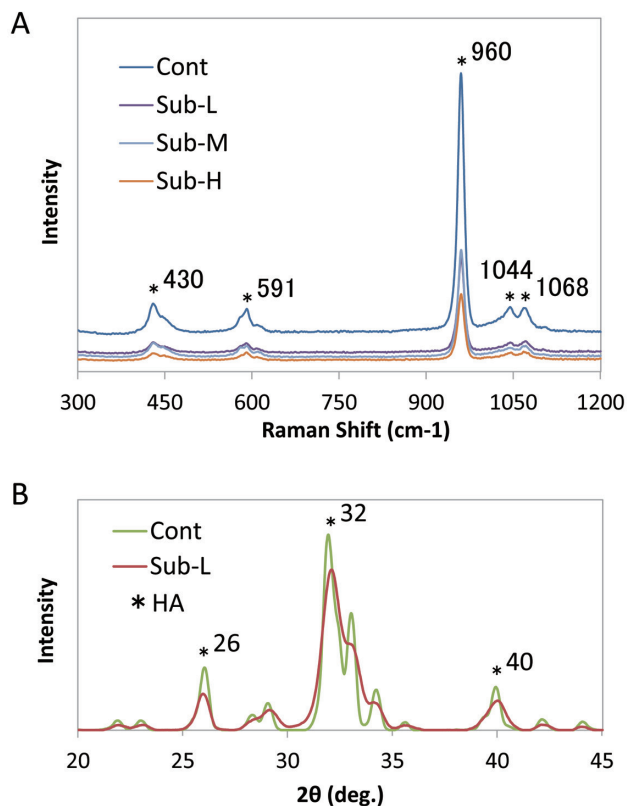 A
* 960
Cont
Sub-L
Sub-M
Sub-H
Intensity
* 430
* 591
1044
* * 1068
300 450 600 750 900 1050 1200
Raman Shift (cm-1)
B
* 32
Cont
Sub-L
* HA
Intensity
* 26
* 40
20 25 30 35 40 45
2θ (deg.)